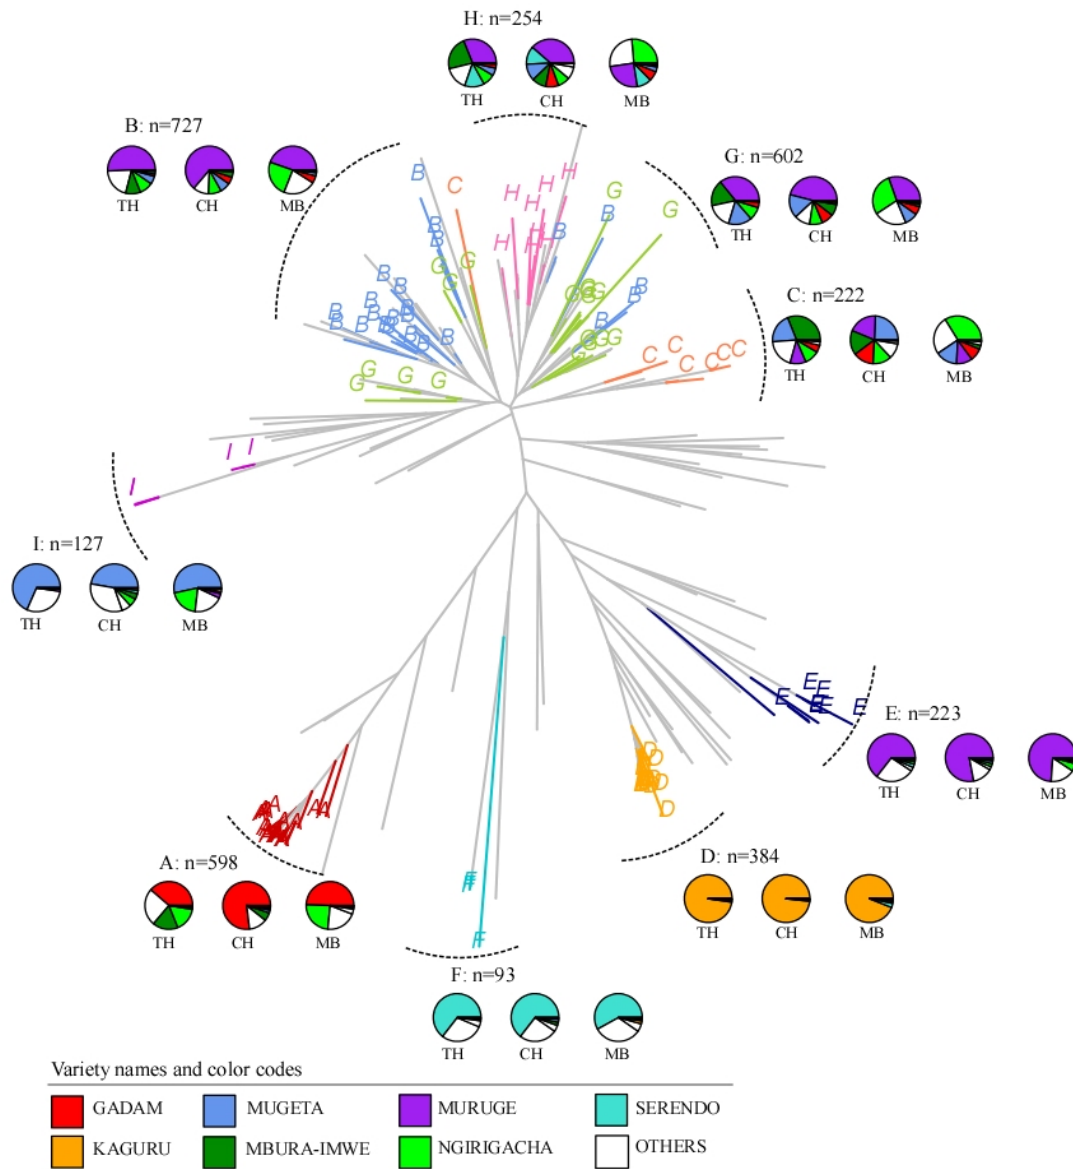 H: n=254
TH CH MB
B: n=727
TH CH MB
G: n=602
TH CH MB
C: n=222
TH CH MB
B C H H H H H H G B G
B B B G G B B B B B B B B B B B
G G G G B B B G G G
C C C C C
G G G G
I I I
I: n=127
TH CH MB
E E E E E E
E: n=223
TH CH MB
D D D D
D: n=384
TH CH MB
A A A A A
A: n=598
TH CH MB
F F F
F: n=93
TH CH MB
Variety names and color codes
GADAM MUGETA MURUGE SERENDO
KAGURU MBURA-IMWE NGIRIGACHA OTHERS